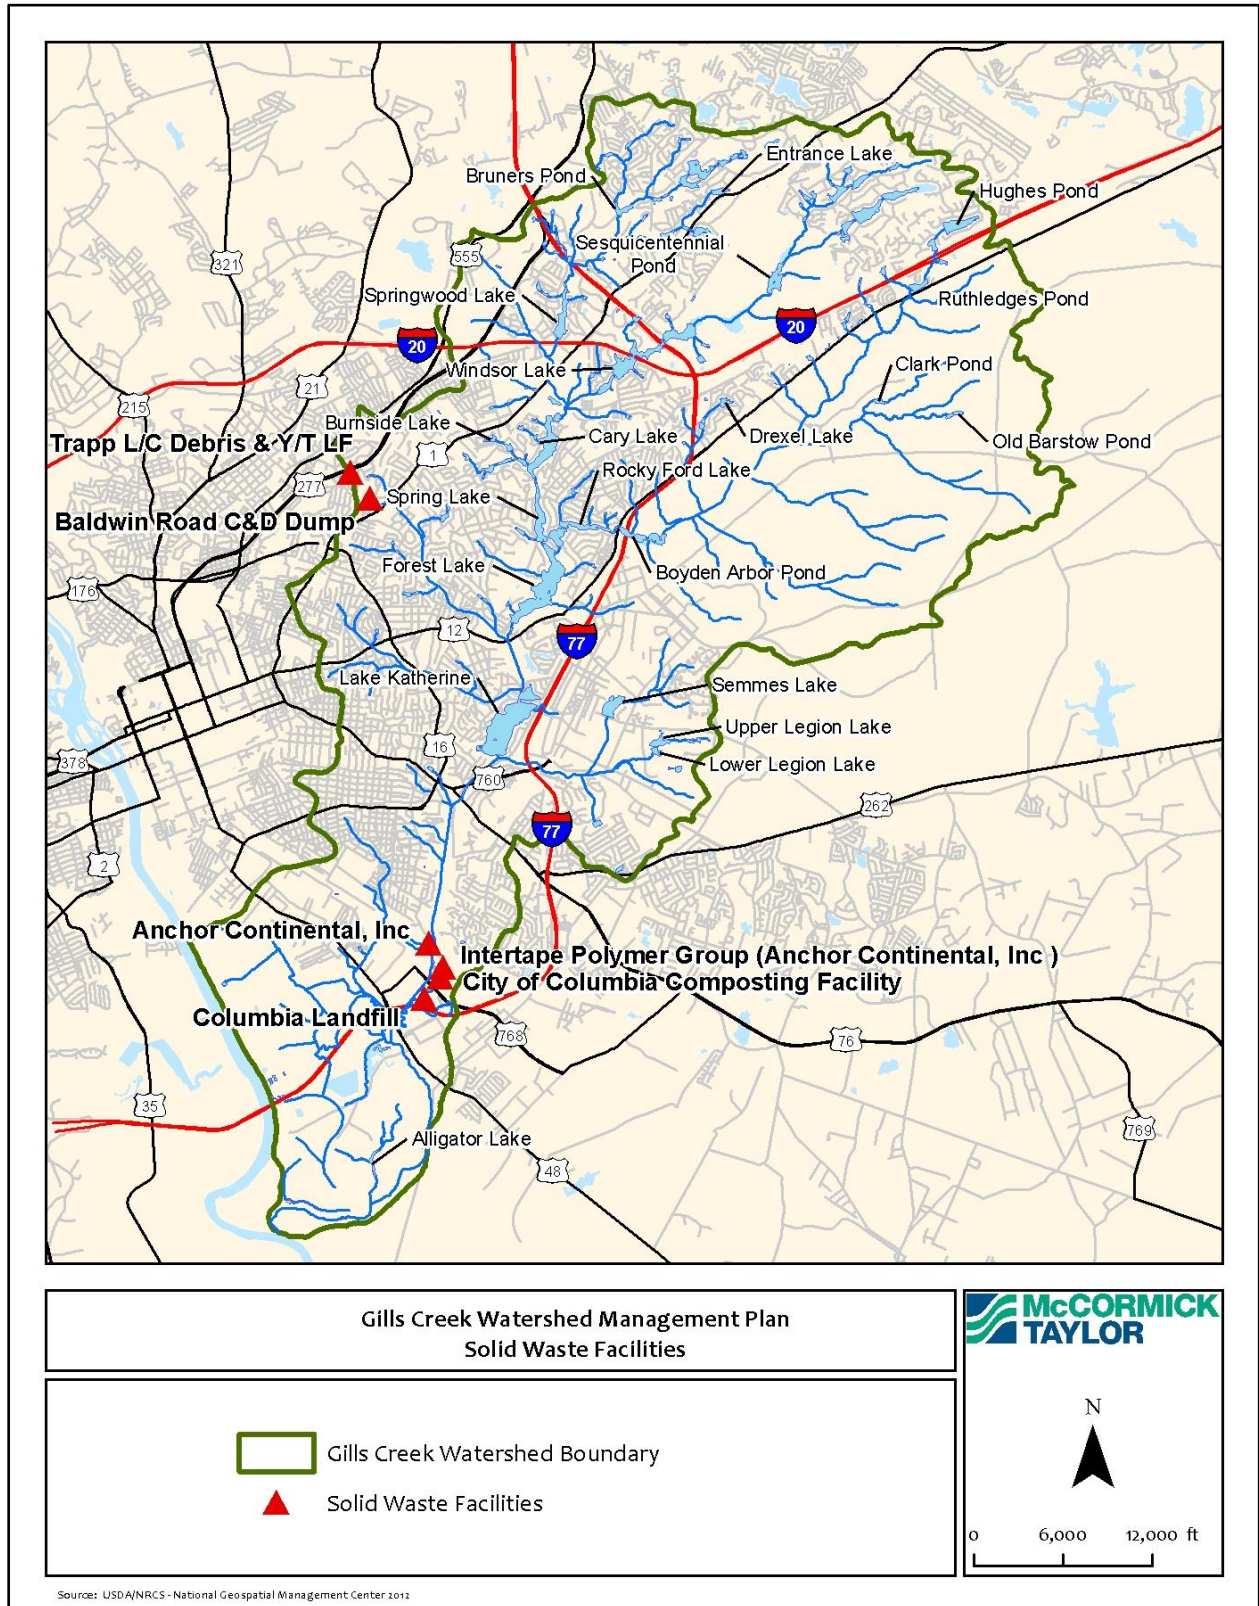 Entrance Lake
Bruners Pond
Hughes Pond
Sesquicentennial
Pond
555
321
Springwood Lake
Ruthledges Pond
20
20
Windsor Lake
Clark Pond
21
215
Burnside Lake
Cary Lake
Drexel Lake
Old Barstow Pond
Trapp L/C Debris & Y/T LF
1
Rocky Ford Lake
277
Spring Lake
Baldwin Road C&D Dump
Forest Lake
Boyden Arbor Pond
176
12
77
Lake Katherine
Semmes Lake
Upper Legion Lake
16
378
760
Lower Legion Lake
262
77
2
Anchor Continental, Inc
Intertape Polymer Group (Anchor Continental, Inc )
City of Columbia Composting Facility
Columbia Landfill
768
76
35
769
Alligator Lake
48
Gills Creek Watershed Management Plan
Solid Waste Facilities
McCORMICK
TAYLOR
N
Gills Creek Watershed Boundary
Solid Waste Facilities
0 6,000 12,000 ft
Source: USDA/NRCS - National Geospatial Management Center 2012